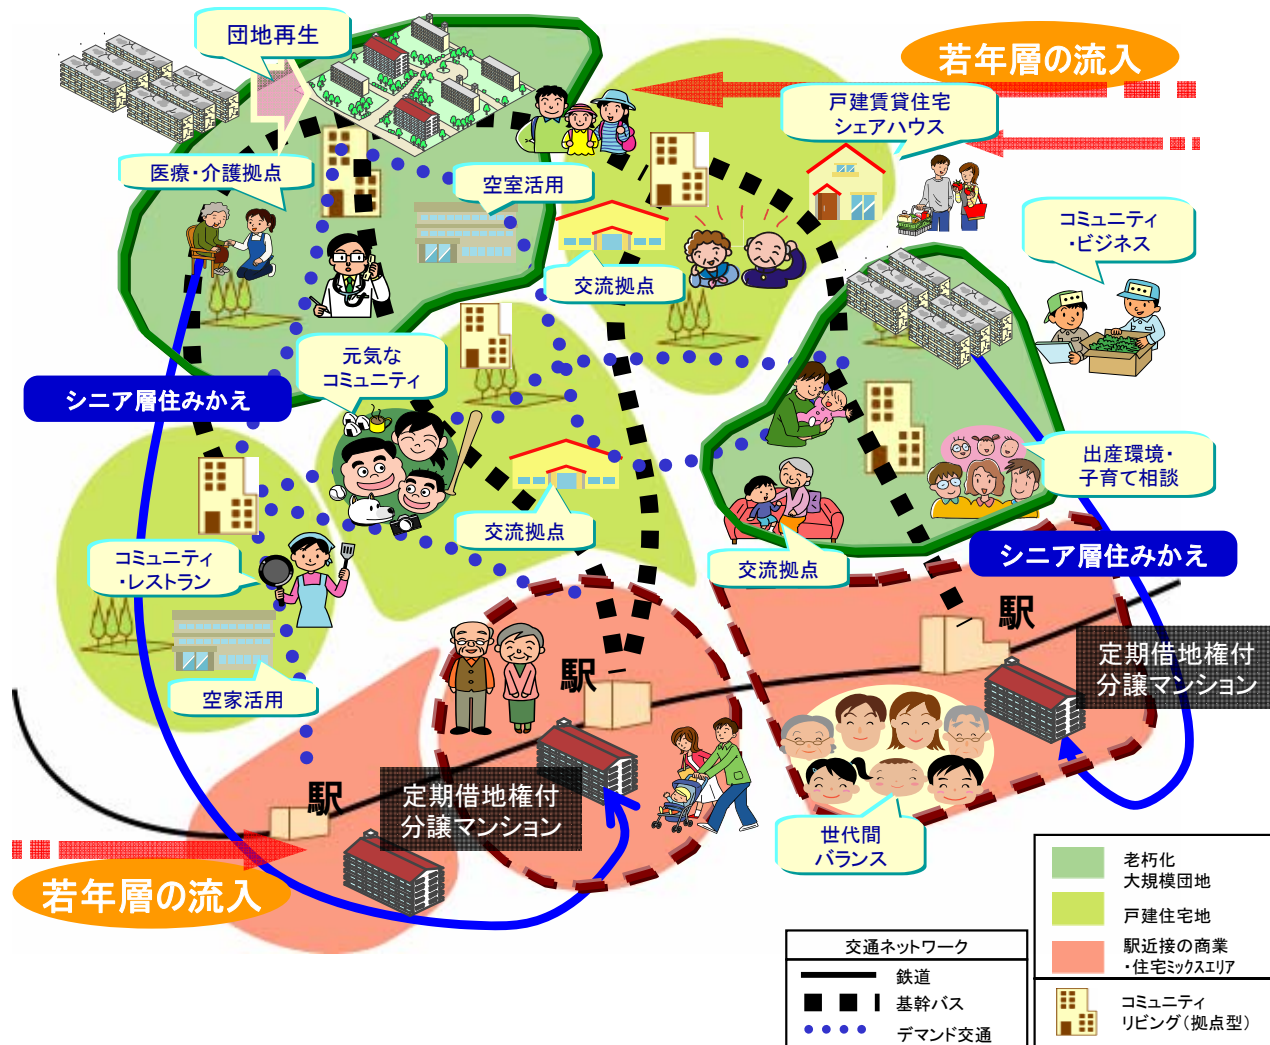 団地再生
若年層の流入
戸建賃貸住宅
シェアハウス
医療・介護拠点
空室活用
コミュニティ
・ビジネス
交流拠点
元気な
コミュニティ
シニア層住みかえ
出産環境・
子育て相談
交流拠点
シニア層住みかえ
コミュニティ
・レストラン
交流拠点
駅
定期借地権付
分譲マンション
駅
空家活用
駅
定期借地権付
分譲マンション
世代間
バランス
若年層の流入
老朽化
大規模団地
戸建住宅地
駅近接の商業
・住宅ミックスエリア
コミュニティ
リビング(拠点型)
交通ネットワーク
鉄道
基幹バス
デマンド交通